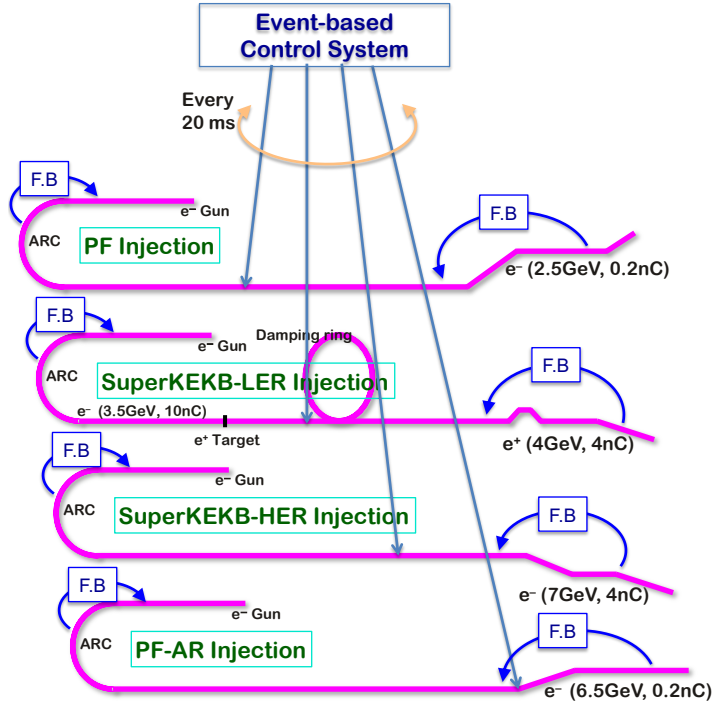 Event-based
Control System
Every
20 ms
F.B
e⁻ Gun
ARC
PF Injection
F.B
e⁻ (2.5GeV, 0.2nC)
F.B
Damping ring
e⁻ Gun
ARC
SuperKEKB-LER Injection
F.B
e⁻ (3.5GeV, 10nC)
e⁺ Target
e⁺ (4GeV, 4nC)
F.B
e⁻ Gun
ARC
SuperKEKB-HER Injection
F.B
e⁻ (7GeV, 4nC)
F.B
e⁻ Gun
ARC
PF-AR Injection
F.B
e⁻ (6.5GeV, 0.2nC)